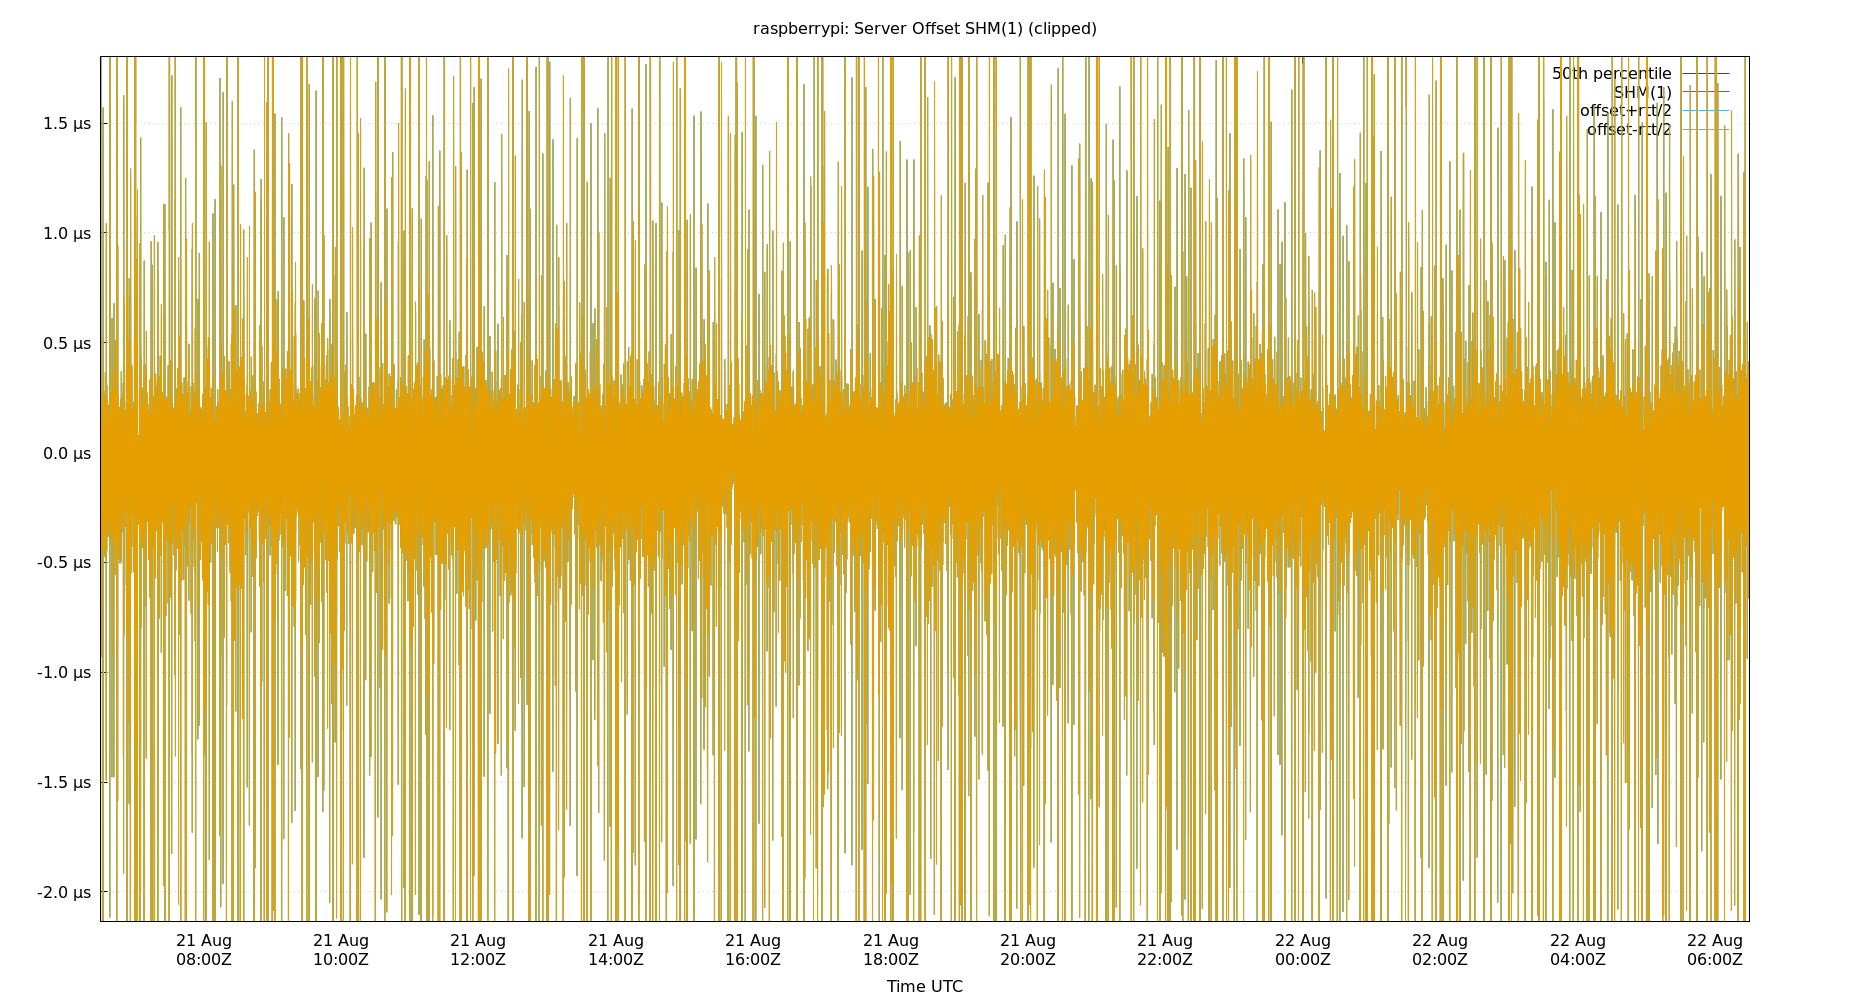 raspberrypi: Server Offset SHM(1) (clipped)
50th percentile
SHM(1)
offset+rtt/2
offset-rtt/2
1.5 µs
1.0 µs
0.5 µs
0.0 µs
-0.5 µs
-1.0 µs
-1.5 µs
-2.0 µs
21 Aug 21 Aug 21 Aug 21 Aug 21 Aug 21 Aug 21 Aug 21 Aug 22 Aug 22 Aug 22 Aug 22 Aug
08:00Z 10:00Z 12:00Z 14:00Z 16:00Z 18:00Z 20:00Z 22:00Z 00:00Z 02:00Z 04:00Z 06:00Z
Time UTC